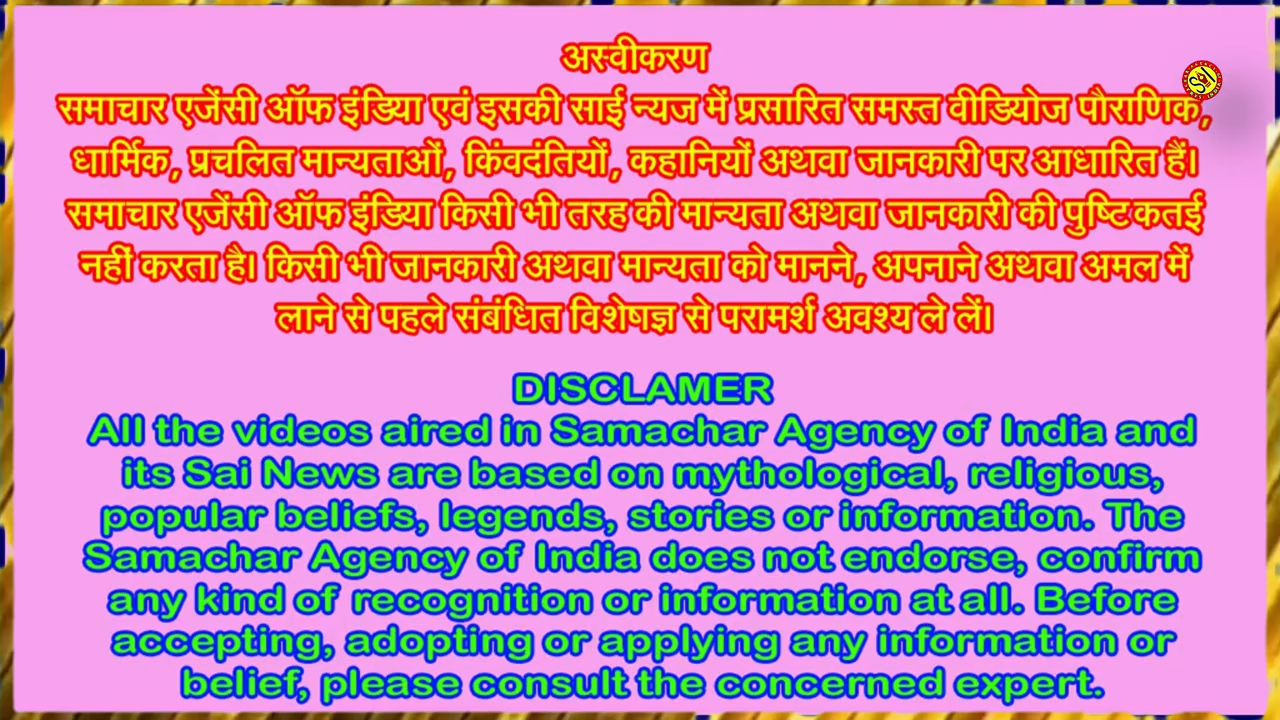 अस्वीकरण
समाचार एजेंसी ऑफ इंडिया एवं इसकी साई न्यज में प्रसारित समस्त वीडियोज पौराणिक,
धार्मिक, प्रचलित मान्यताओं, किंवदंतियों, कहानियों अथवा जानकारी पर आधारित हैं।
समाचार एजेंसी ऑफ इंडिया किसी भी तरह की मान्यता अथवा जानकारी की पुष्टि कतई
नहीं करता है। किसी भी जानकारी अथवा मान्यता को मानने, अपनाने अथवा अमल में
लाने से पहले संबंधित विशेषज्ञ से परामर्श अवश्य ले लें।
DISCLAMER
All the videos aired in Samachar Agency of India and
its Sai News are based on mythological, religious,
popular beliefs, legends, stories or information. The
Samachar Agency of India does not endorse, confirm
any kind of recognition or information at all. Before
accepting, adopting or applying any information or
belief, please consult the concerned expert.